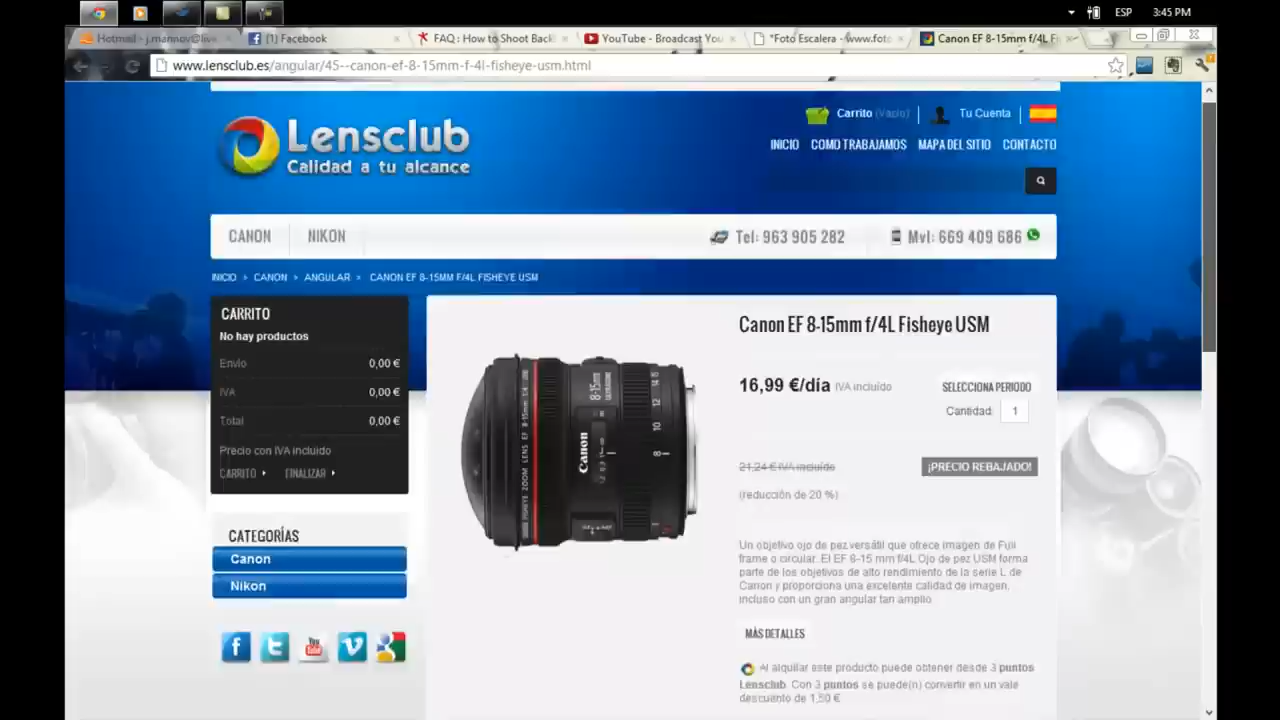 ESP 3:45 PM
Hotmail - j.mannov@live
[1] Facebook
FAQ : How to Shoot Back
YouTube - Broadcast You
*Foto Escalera - www.foto
Canon EF 8-15mm f/4L Fi
www.lensclub.es/angular/45--canon-ef-8-15mm-f-4l-fisheye-usm.html
Lensclub
Calidad a tu alcance
Carrito (Vacío)
Tu Cuenta
INICIO COMO TRABAJAMOS MAPA DEL SITIO CONTACTO
CANON NIKON
Tel: 963 905 282
Mvl: 669 409 686
INICIO > CANON > ANGULAR > CANON EF 8-15MM F/4L FISHEYE USM
CARRITO
No hay productos
Envío 0,00 €
IVA 0,00 €
Total 0,00 €
Precio con IVA incluido
CARRITO FINALIZAR
CATEGORÍAS
Canon
Nikon
Canon
8-15mm
ULTRASONIC
Canon EF 8-15mm f/4L Fisheye USM
16,99 €/día IVA incluído
SELECCIONA PERIODO
Cantidad: 1
21,24 € IVA incluído
¡PRECIO REBAJADO!
(reducción de 20 %)
Un objetivo ojo de pez versátil que ofrece imagen de Full
frame o circular. El EF 8-15 mm f/4L Ojo de pez USM forma
parte de los objetivos de alto rendimiento de la serie L de
Canon y proporciona una excelente calidad de imagen,
incluso con un gran angular tan amplio
MÁS DETALLES
Al alquilar este producto puede obtener desde 3 puntos
Lensclub. Con 3 puntos se puede(n) convertir en un vale
descuento de 1,50 €